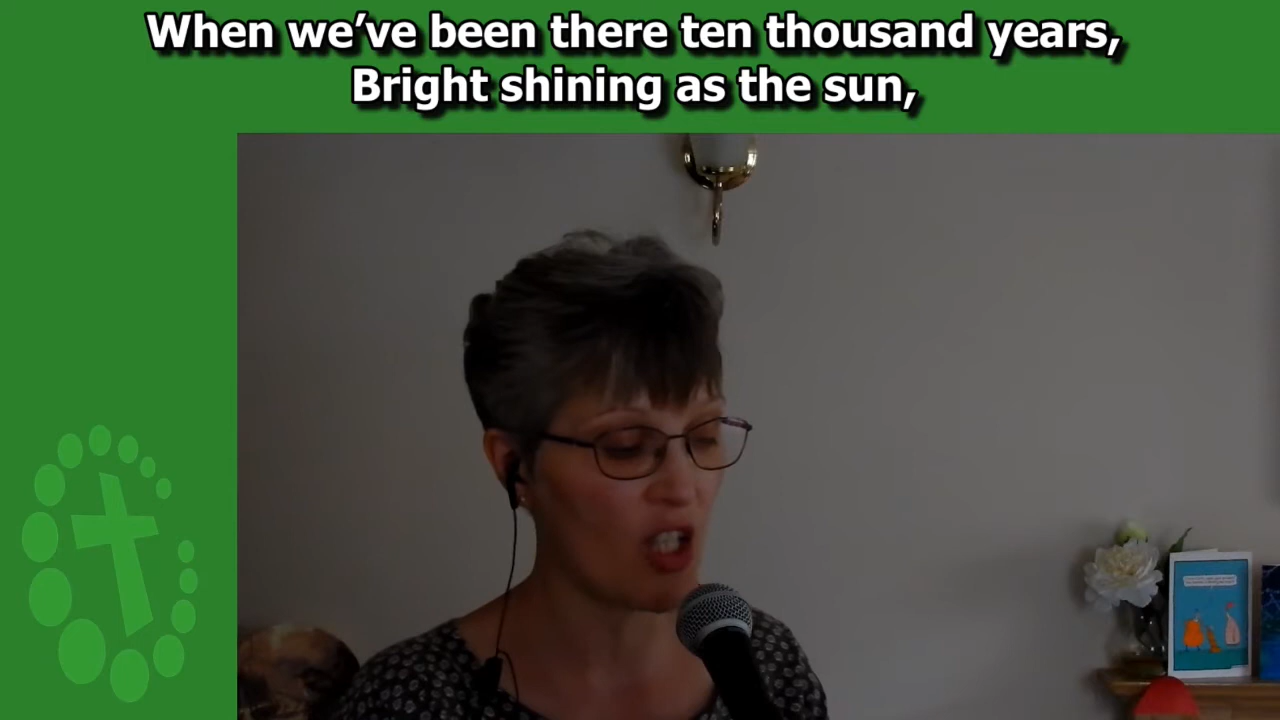 When we’ve been there ten thousand years,
Bright shining as the sun,